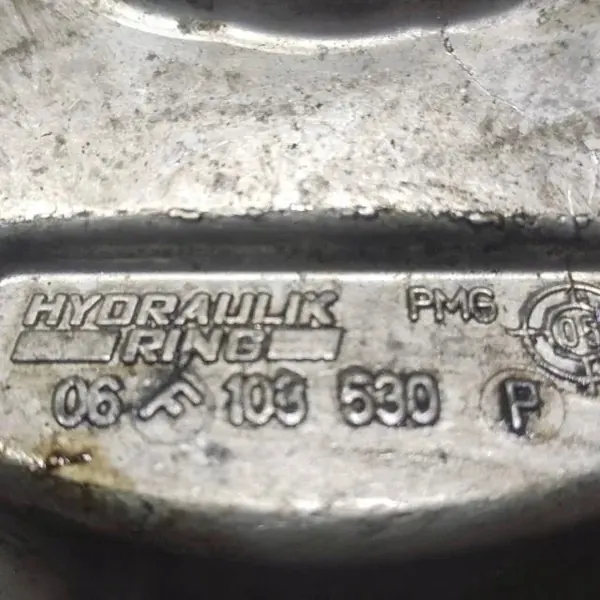 HYDRAULIK PMG
RING
06 F 103 530 P